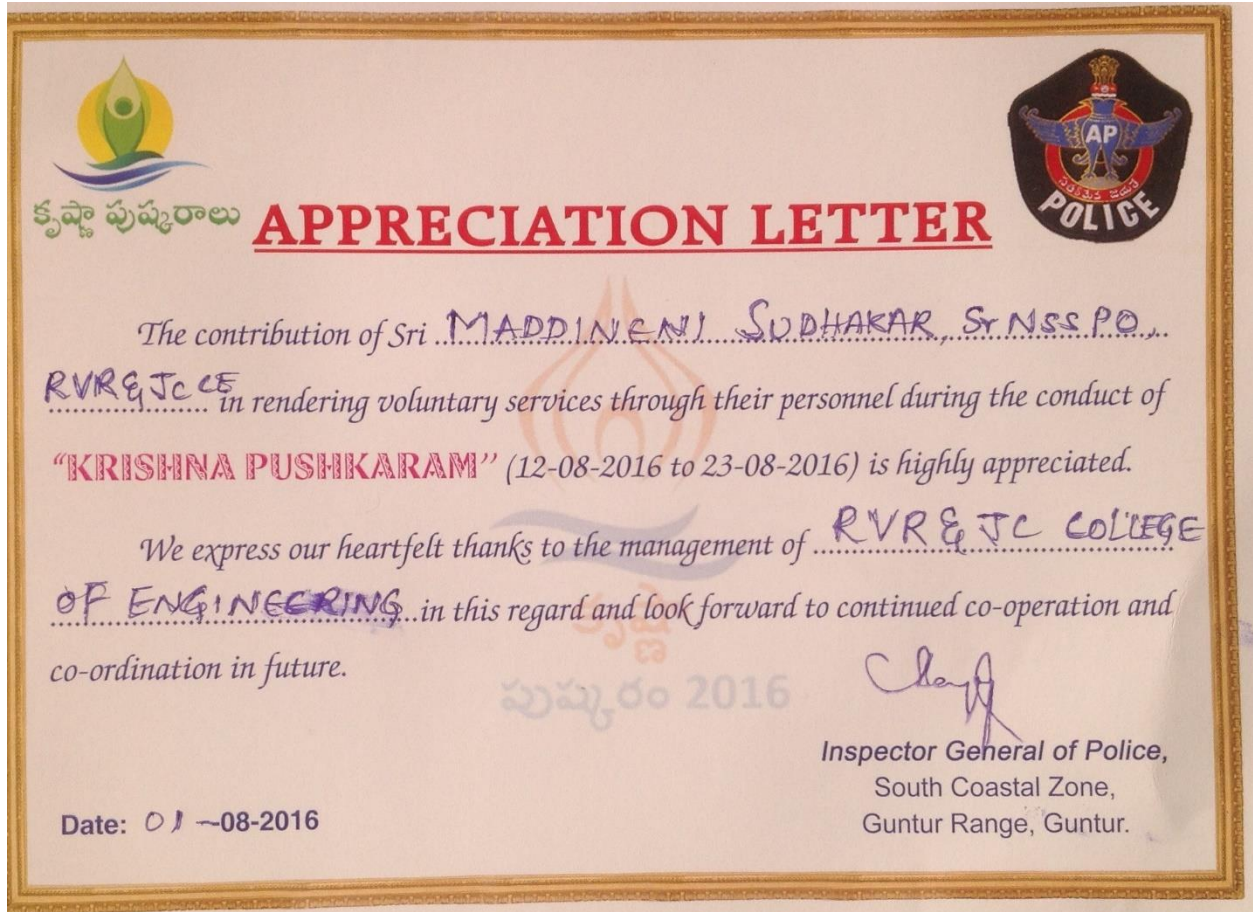 కృష్ణా పుష్కరాలు
AP
POLICE
APPRECIATION LETTER
The contribution of Sri MADDINENI SUDHAKAR, Sr NSS PO,
RVR & JC CE in rendering voluntary services through their personnel during the conduct of
“KRISHNA PUSHKARAM” (12-08-2016 to 23-08-2016) is highly appreciated.
We express our heartfelt thanks to the management of RVR & JC COLLEGE
OF ENGINEERING in this regard and look forward to continued co-operation and
co-ordination in future.
కృష్ణ
పుష్కరం 2016
Inspector General of Police,
South Coastal Zone,
Guntur Range, Guntur.
Date: 01-08-2016